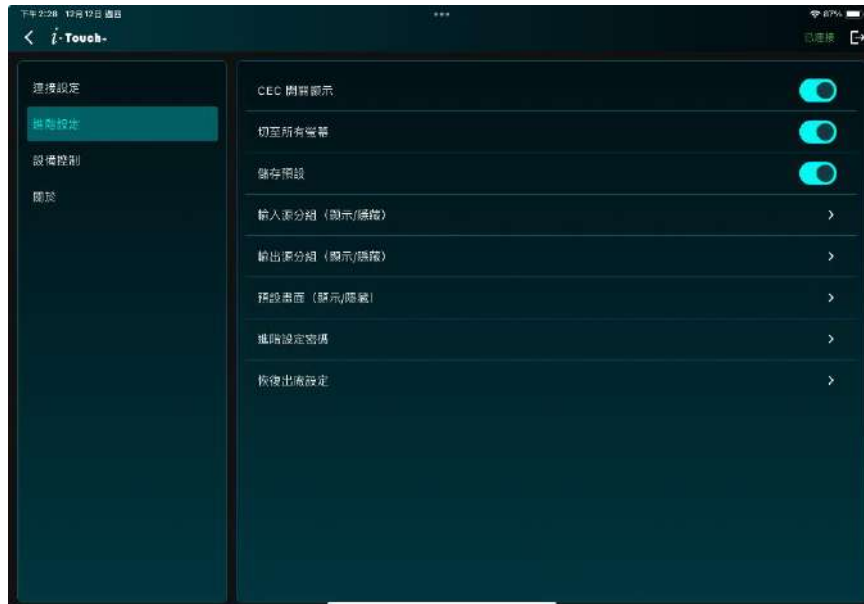 下午2:28 12月12日 週四
87%
i-Touch-
已連接
連接設定
進階設定
設備控制
關於
CEC 開關顯示
切至所有螢幕
儲存預設
輸入源分組（顯示/隱藏）
輸出源分組（顯示/隱藏）
預設畫面（顯示/隱藏）
進階設定密碼
恢復出廠設定